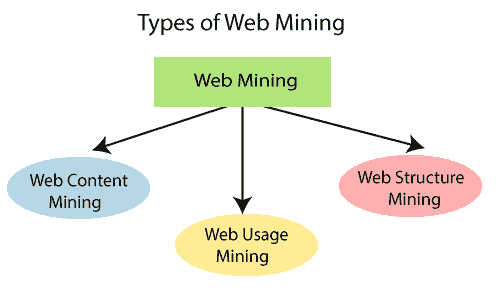 Types of Web Mining
Web Mining
Web Content
Mining
Web Usage
Mining
Web Structure
Mining